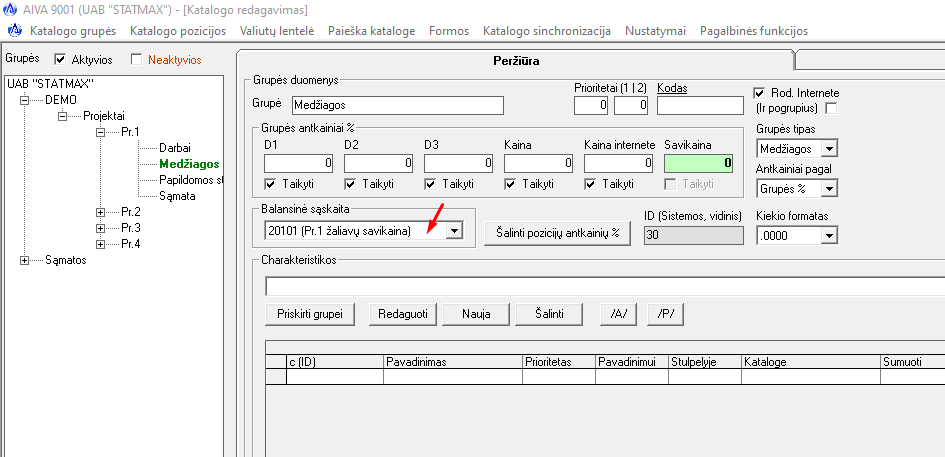 AIVA 9001 (UAB "STATMAX") - [Katalogo redagavimas]
Katalogo grupės Katalogo pozicijos Valiutų lentelė Paieška kataloge Formos Katalogo sinchronizacija Nustatymai Pagalbinės funkcijos
Grupės Aktyvios Neaktyvios
UAB "STATMAX"
DEMO
Projektai
Pr.1
Darbai
Medžiagos
Papildomos st
Sąmata
Pr.2
Pr.3
Pr.4
Sąmatos
Peržiūra
Grupės duomenys
Prioritetai (1 | 2) Kodas
Grupė Medžiagos 0 0
Rod. Internete
(Ir pogrupius)
Grupės antkainiai %
D1 D2 D3 Kaina Kaina internete Savikaina
0 0 0 0 0 0
Taikyti Taikyti Taikyti Taikyti Taikyti Taikyti
Grupės tipas
Medžiagos
Antkainiai pagal
Grupės %
Balansinė sąskaita
20101 (Pr.1 žaliavų savikaina)
Šalinti pozicijų antkainių %
ID (Sistemos, vidinis)
30
Kiekio formatas
.0000
Charakteristikos
Priskirti grupei Redaguoti Nauja Šalinti /A/ /P/
c (ID) Pavadinimas Prioritetas Pavadinimui Stulpelyje Kataloge Sumuoti